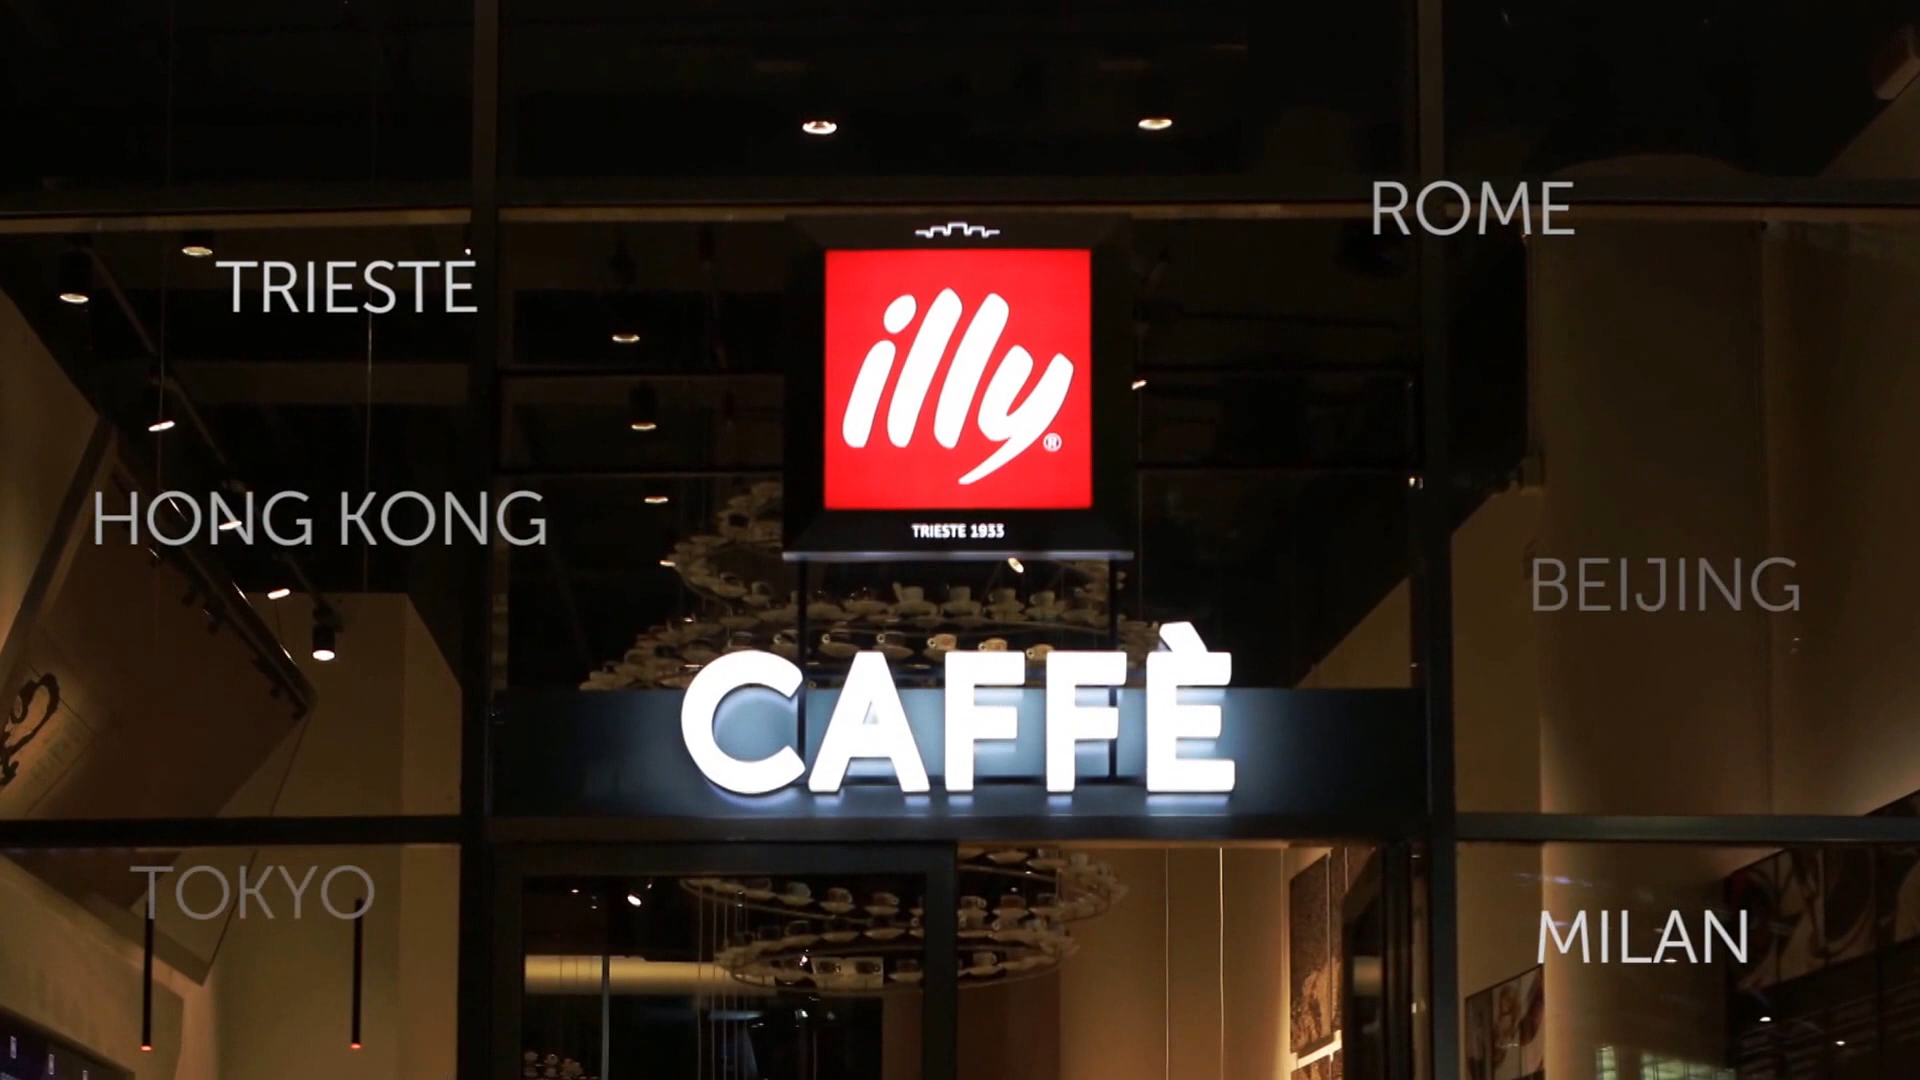 ROME
TRIESTE
illy®
HONG KONG
TRIESTE 1933
BEIJING
CAFFÈ
TOKYO
MILAN